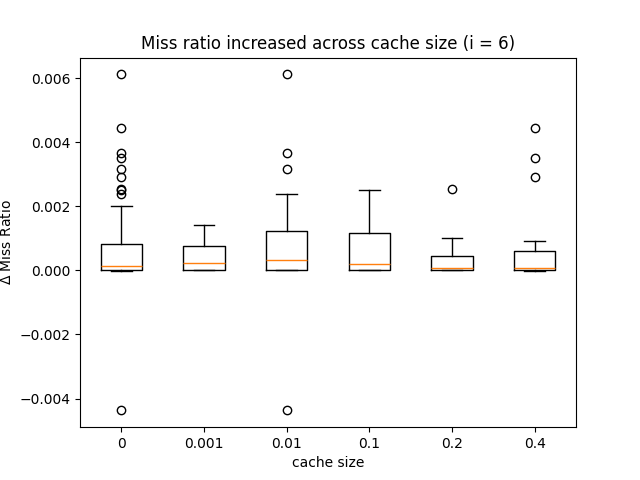 Miss ratio increased across cache size (i = 6)
0.006
0.004
0.002
0.000
−0.002
−0.004
Δ Miss Ratio
0 0.001 0.01 0.1 0.2 0.4
cache size